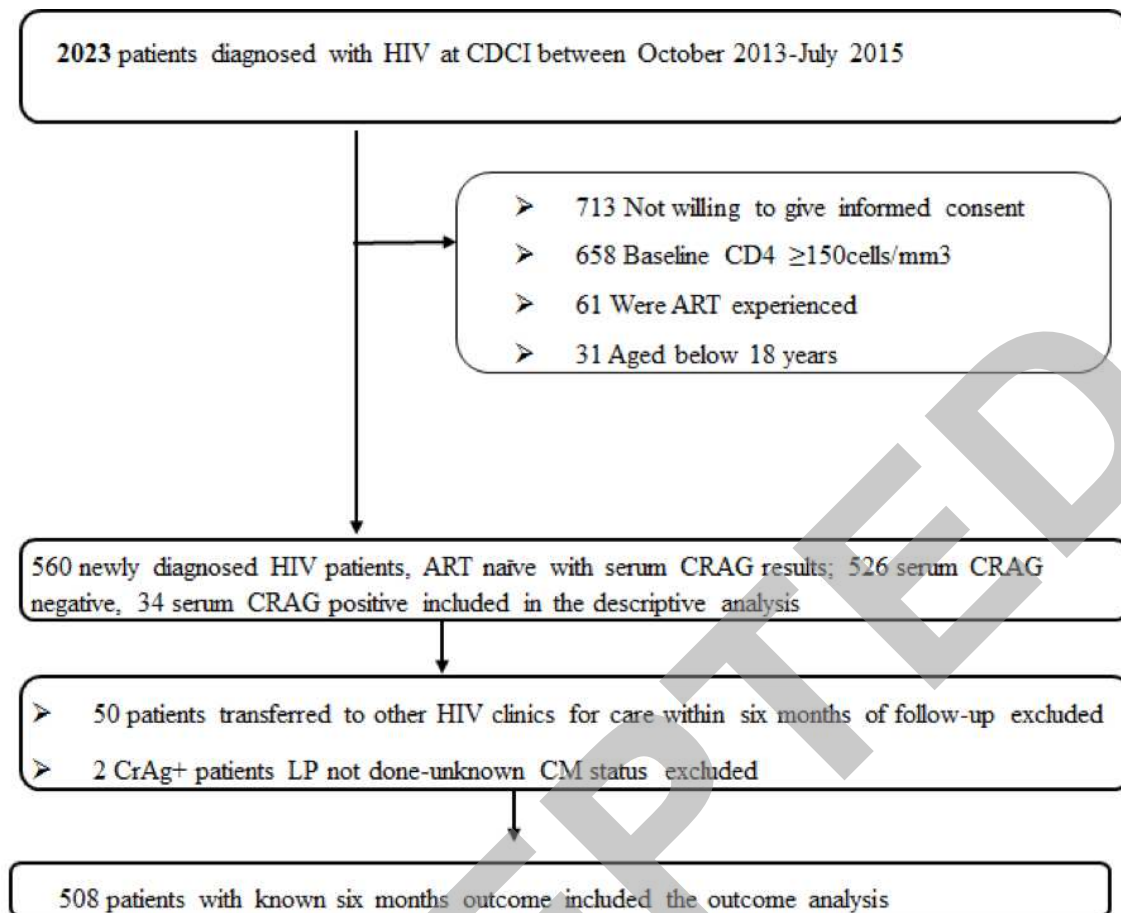 2023 patients diagnosed with HIV at CDCI between October 2013-July 2015
➢ 713 Not willing to give informed consent
➢ 658 Baseline CD4 ≥150cells/mm3
➢ 61 Were ART experienced
➢ 31 Aged below 18 years
560 newly diagnosed HIV patients, ART naïve with serum CRAG results; 526 serum CRAG
negative, 34 serum CRAG positive included in the descriptive analysis
➢ 50 patients transferred to other HIV clinics for care within six months of follow-up excluded
➢ 2 CrAg+ patients LP not done-unknown CM status excluded
508 patients with known six months outcome included the outcome analysis
EPTED